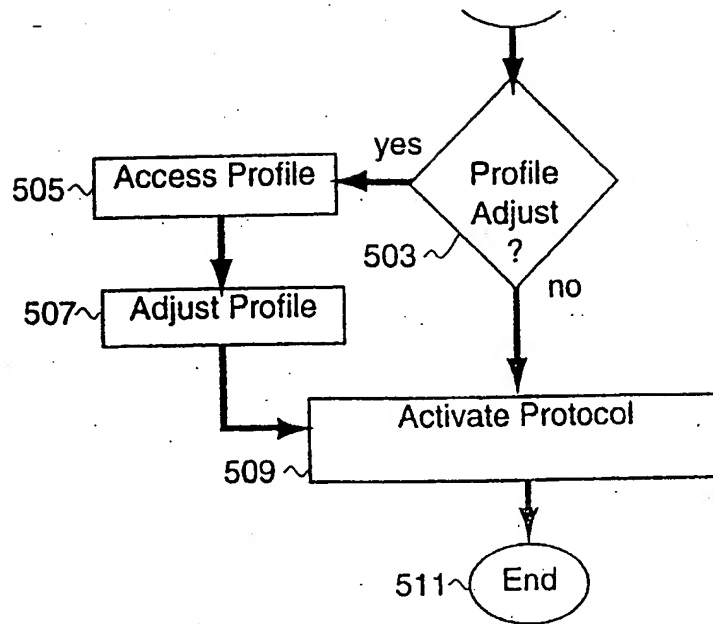 yes
Access Profile
505
Profile
Adjust
?
503
no
507
Adjust Profile
Activate Protocol
509
511
End